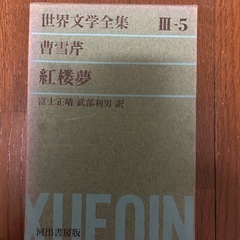 世界文学全集 Ⅲ-5
曹雪芹
紅楼夢
富士正晴 武部利男 訳
XUEQIN
河出書房版